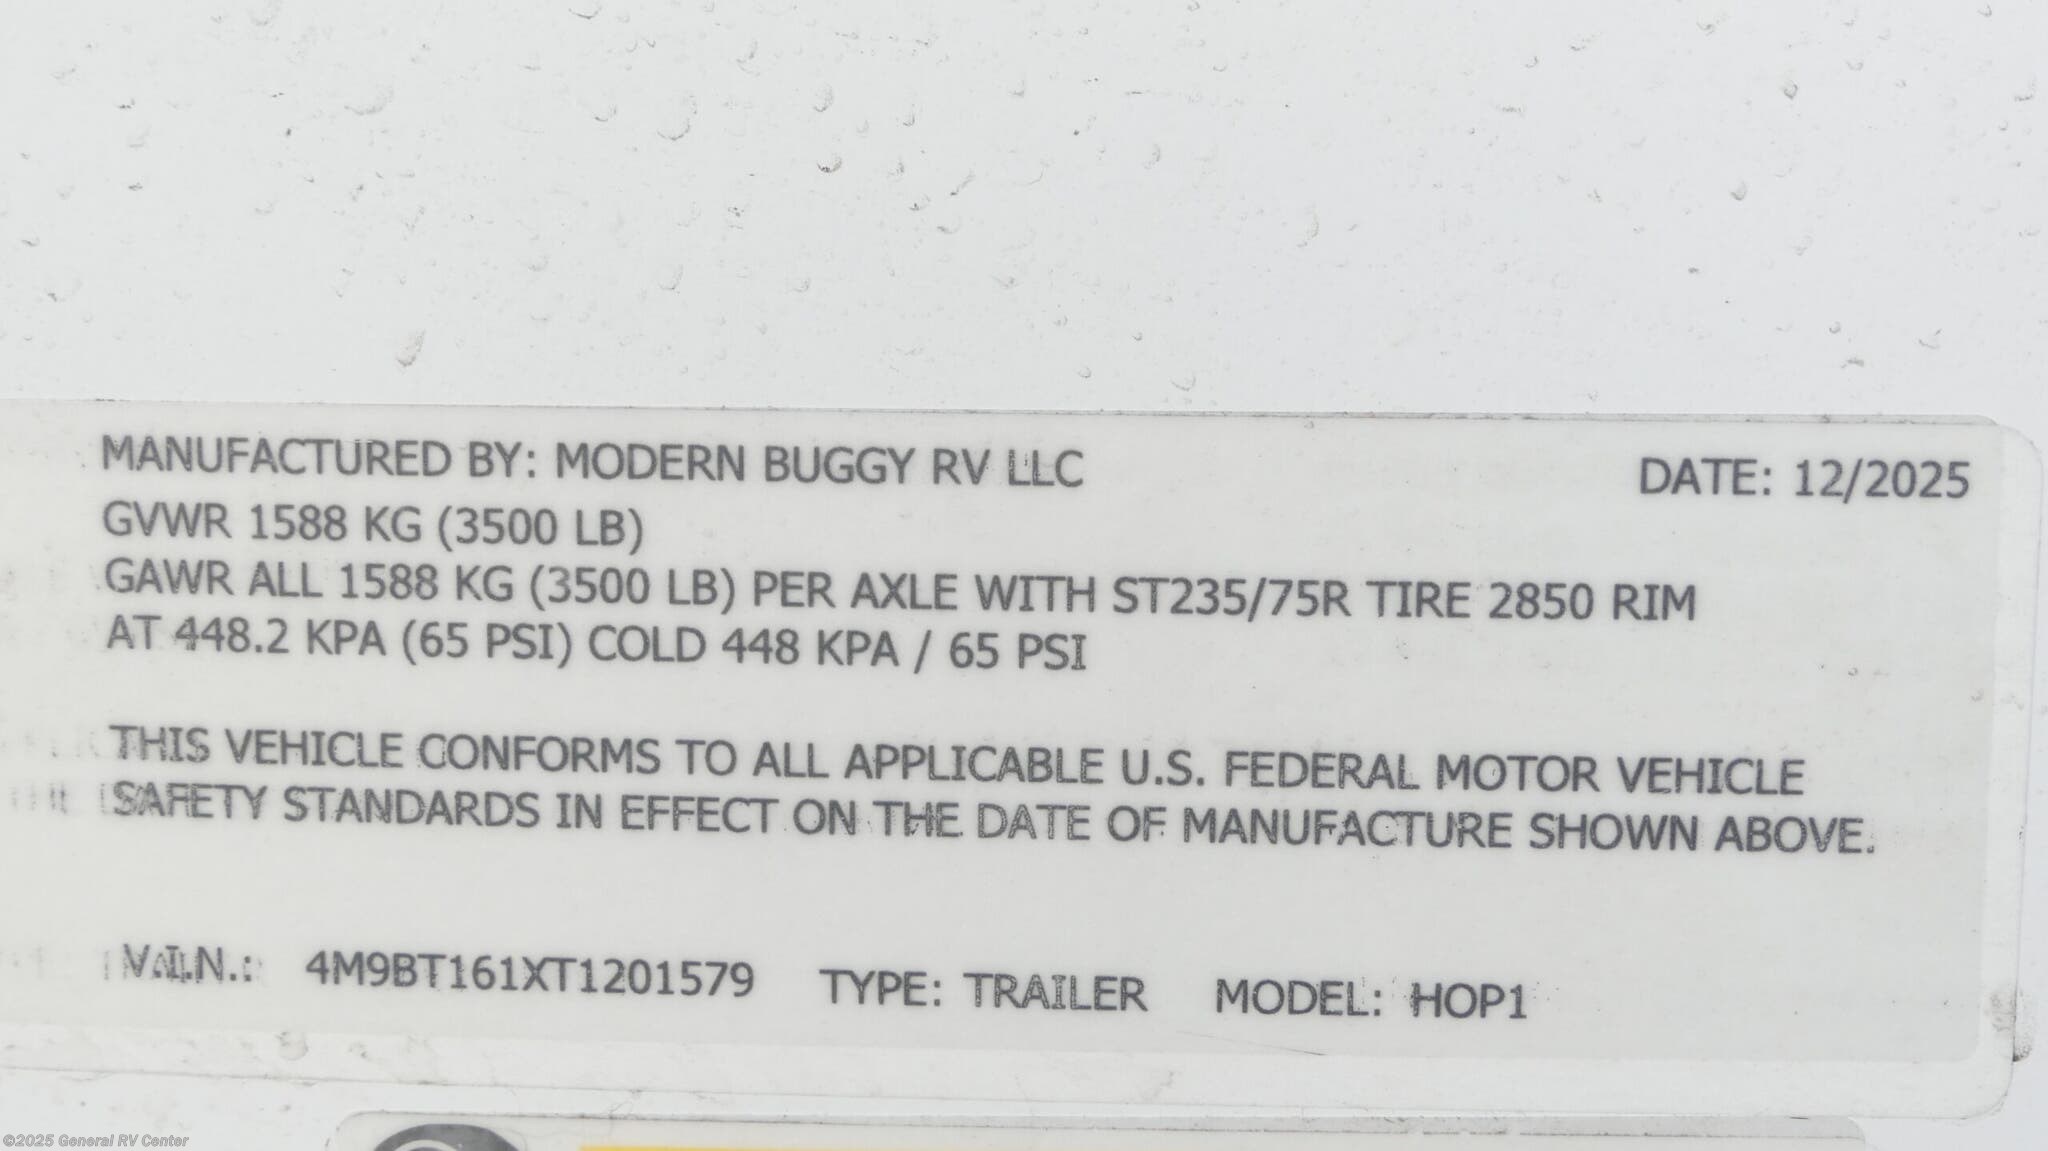 MANUFACTURED BY: MODERN BUGGY RV LLC DATE: 12/2025
GVWR 1588 KG (3500 LB)
GAWR ALL 1588 KG (3500 LB) PER AXLE WITH ST235/75R TIRE 2850 RIM
AT 448.2 KPA (65 PSI) COLD 448 KPA / 65 PSI
THIS VEHICLE CONFORMS TO ALL APPLICABLE U.S. FEDERAL MOTOR VEHICLE
SAFETY STANDARDS IN EFFECT ON THE DATE OF MANUFACTURE SHOWN ABOVE.
V.I.N.: 4M9BT161XT1201579 TYPE: TRAILER MODEL: HOP1
©2025 General RV Center